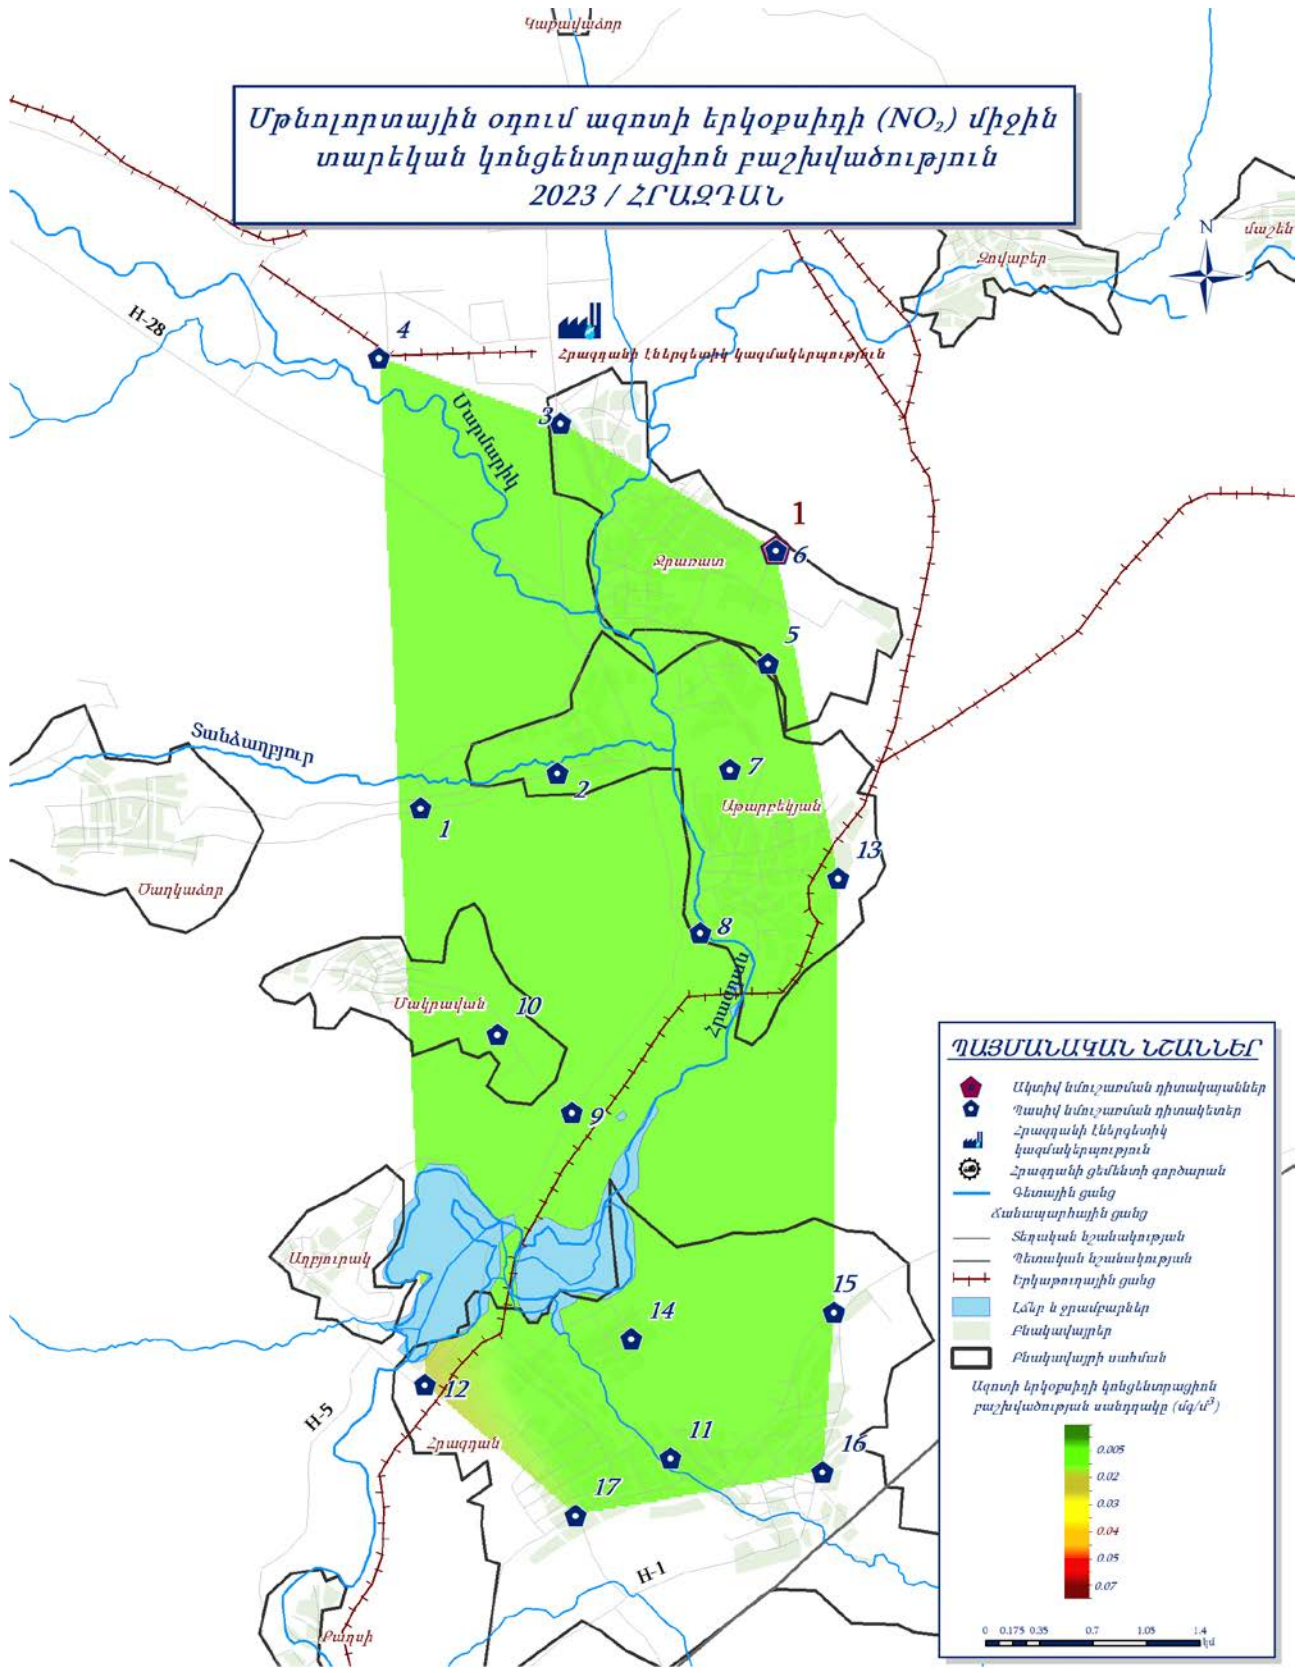 Կաքավաձոր
Մթնոլորտային օդում ազոտի երկօքսիդի (NO₂) միջին
տարեկան կոնցենտրացիոն բաշխվածություն
2023 / ՀՐԱԶԴԱՆ
N
մաշեն
Ջովաբեր
H-28
4
Հրազդանի էներգետիկ կազմակերպություն
Մարմարիկ
3
1
6
Ջրառատ
5
Տանձաղբյուր
7
2
Աթարբեկյան
1
13
Ծաղկաձոր
8
Հրազդան
Մակրավան
10
9
Աղբյուրակ
15
14
12
H-5
Հրազդան
11
16
17
H-1
Քաղսի
ՊԱՅՄԱՆԱԿԱՆ ՆՇԱՆՆԵՐ
Ակտիվ նմուշառման դիտակայաններ
Պասիվ նմուշառման դիտակետեր
Հրազդանի էներգետիկ
կազմակերպություն
Հրազդանի ցեմենտի գործարան
Գետային ցանց
Ճանապարհային ցանց
Տեղական նշանակության
Պետական նշանակության
Երկաթուղային ցանց
Լճեր և ջրամբարներ
Բնակավայրեր
Բնակավայրի սահման
Ազոտի երկօքսիդի կոնցենտրացիոն
բաշխվածության սանդղակը (մգ/մ³)
0.005
0.02
0.03
0.04
0.05
0.07
0 0.175 0.35 0.7 1.05 1.4
կմ